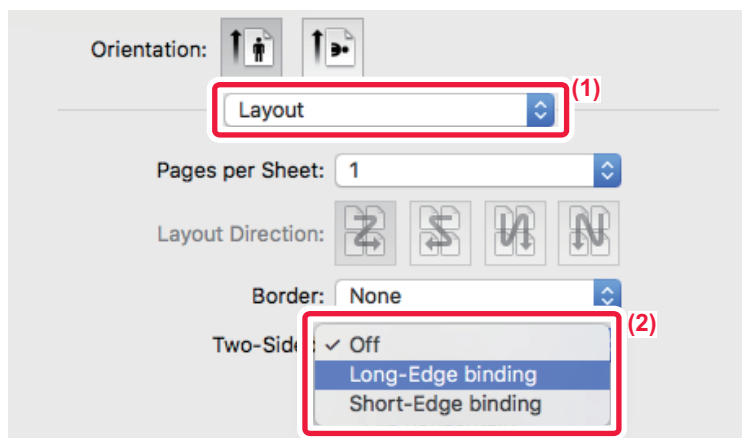 Orientation:
(1)
Layout
Pages per Sheet: 1
Layout Direction:
Border: None
(2)
Two-Side : ✓ Off
Long-Edge binding
Short-Edge binding